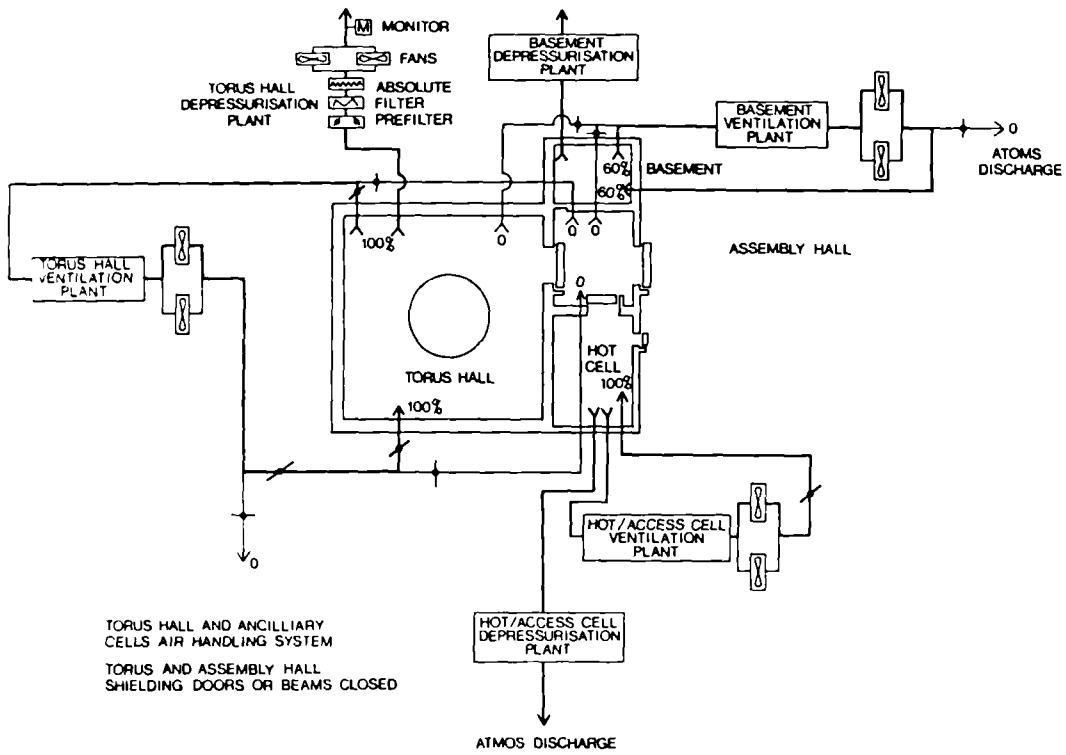 M MONITOR
FANS
TORUS HALL
DEPRESSURISATION
PLANT
ABSOLUTE
FILTER
PREFILTER
BASEMENT
DEPRESSURISATION
PLANT
BASEMENT
VENTILATION
PLANT
0
ATOMS
DISCHARGE
60%
BASEMENT
60%
100%
0
0
0
ASSEMBLY HALL
TORUS HALL
VENTILATION
PLANT
0
HOT
CELL
100%
TORUS HALL
100%
HOT/ACCESS CELL
VENTILATION
PLANT
0
TORUS HALL AND ANCILLIARY
CELLS AIR HANDLING SYSTEM
TORUS AND ASSEMBLY HALL
SHIELDING DOORS OR BEAMS CLOSED
HOT/ACCESS CELL
DEPRESSURISATION
PLANT
ATMOS DISCHARGE